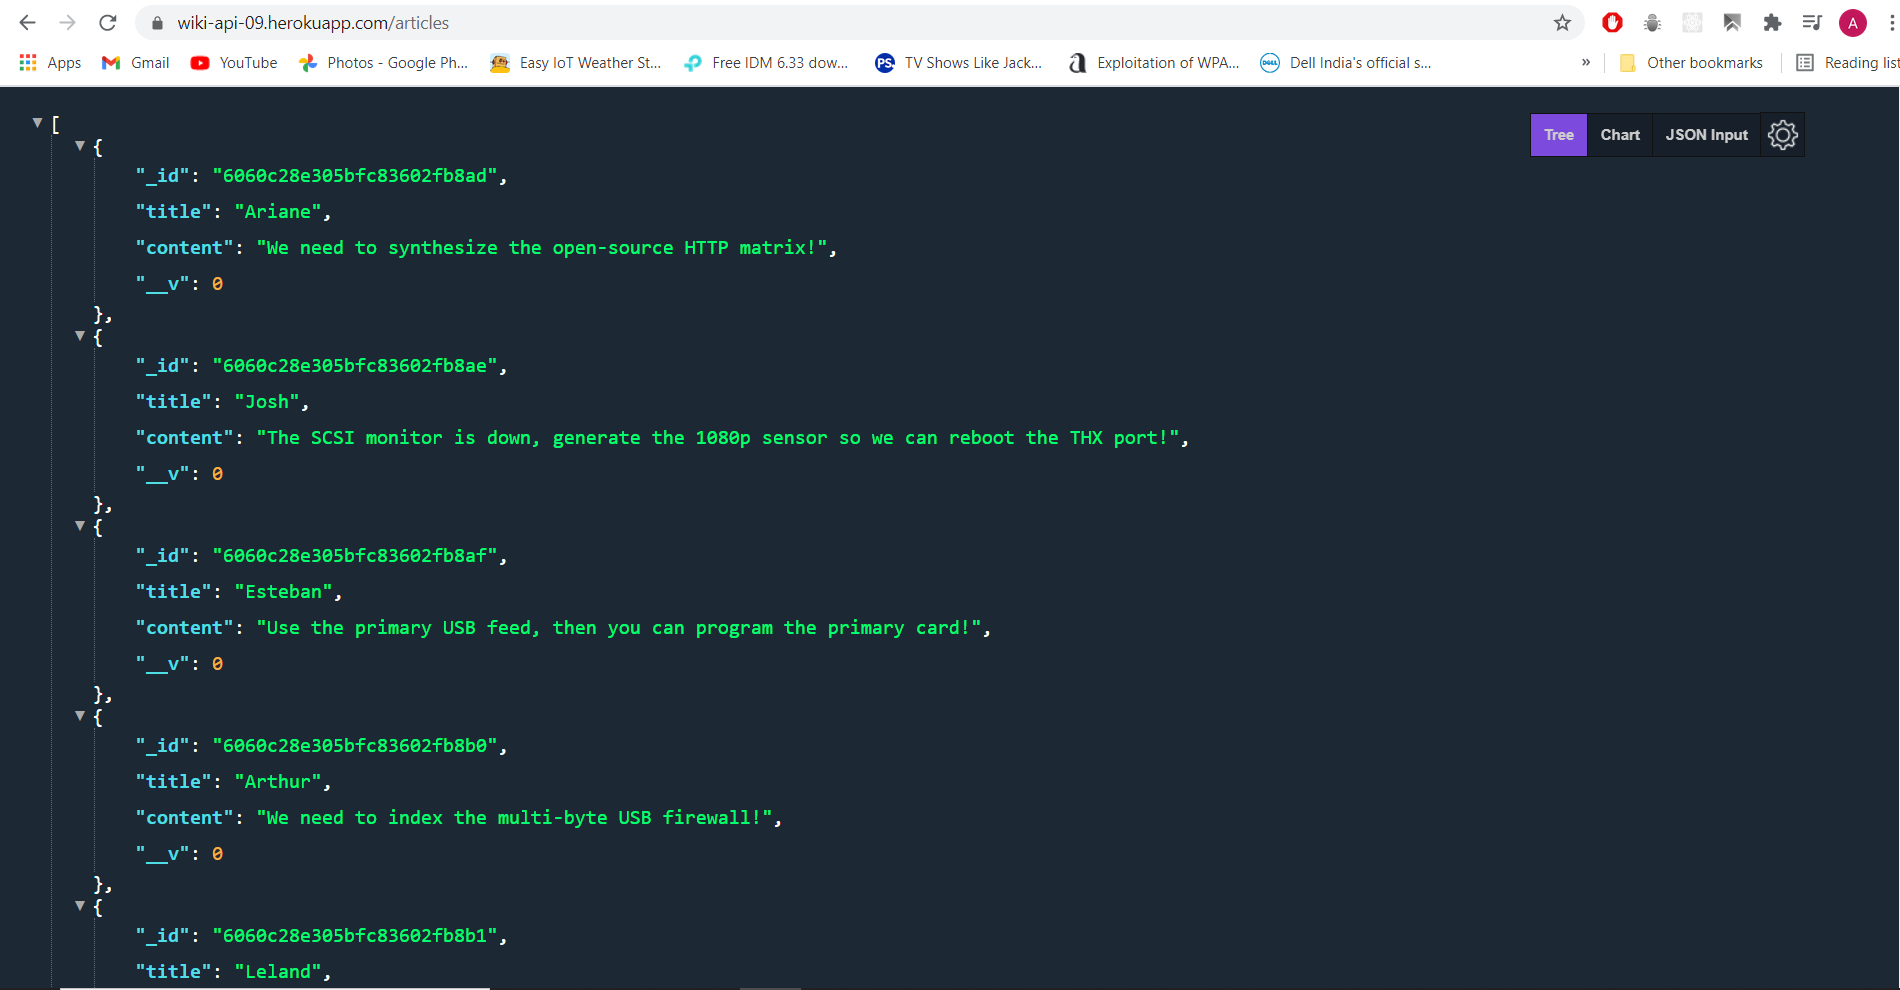 wiki-api-09.herokuapp.com/articles
A
Apps Gmail YouTube Photos - Google Ph... Easy IoT Weather St... Free IDM 6.33 dow... PS. TV Shows Like Jack... Exploitation of WPA... DELL Dell India's official s... » Other bookmarks Reading list
Tree Chart JSON Input
[
{
"_id": "6060c28e305bfc83602fb8ad",
"title": "Ariane",
"content": "We need to synthesize the open-source HTTP matrix!",
"__v": 0
},
{
"_id": "6060c28e305bfc83602fb8ae",
"title": "Josh",
"content": "The SCSI monitor is down, generate the 1080p sensor so we can reboot the THX port!",
"__v": 0
},
{
"_id": "6060c28e305bfc83602fb8af",
"title": "Esteban",
"content": "Use the primary USB feed, then you can program the primary card!",
"__v": 0
},
{
"_id": "6060c28e305bfc83602fb8b0",
"title": "Arthur",
"content": "We need to index the multi-byte USB firewall!",
"__v": 0
},
{
"_id": "6060c28e305bfc83602fb8b1",
"title": "Leland",